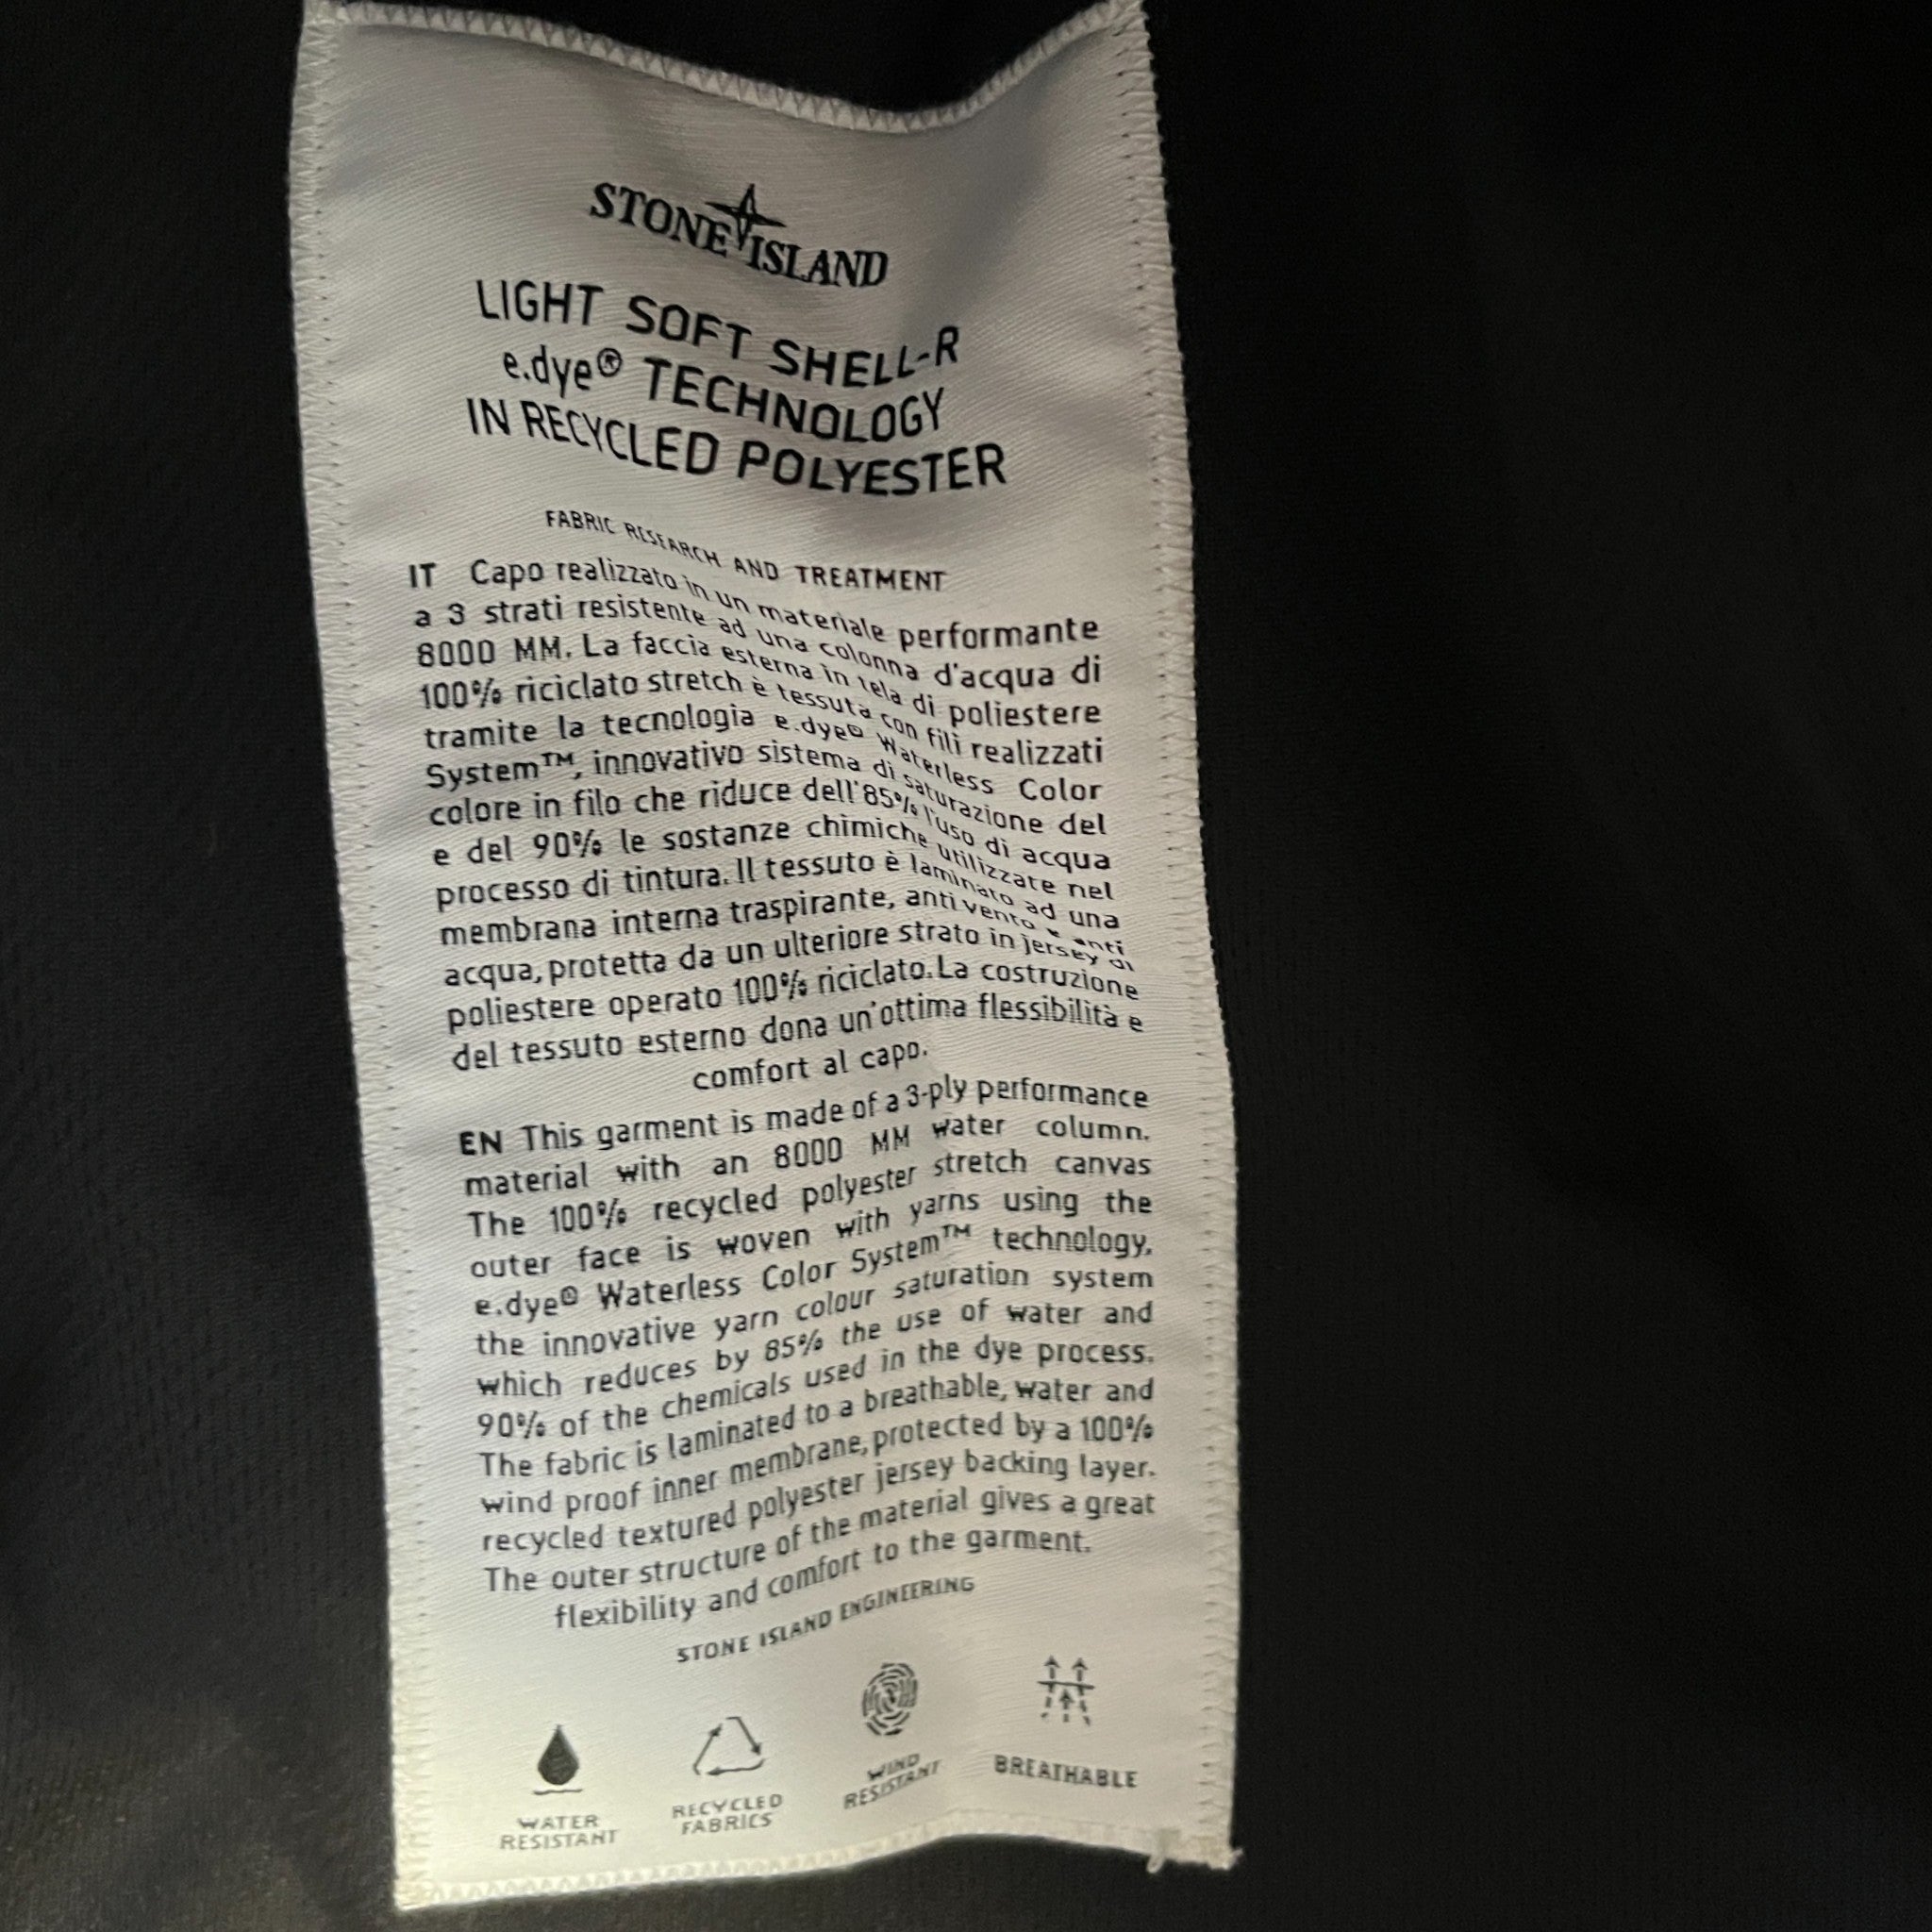 STONE ISLAND
LIGHT SOFT SHELL-R
e.dye® TECHNOLOGY
IN RECYCLED POLYESTER
FABRIC RESEARCH AND TREATMENT
IT Capo realizzato in un materiale performante
a 3 strati resistente ad una colonna d'acqua di
8000 MM. La faccia esterna in tela di poliestere
100% riciclato stretch è tessuta con fili realizzati
tramite la tecnologia e.dye® Waterless Color
System™, innovativo sistema di saturazione del
colore in filo che riduce dell'85% l'uso di acqua
e del 90% le sostanze chimiche utilizzate nel
processo di tintura. Il tessuto è laminato ad una
membrana interna traspirante, anti vento e anti
acqua, protetta da un ulteriore strato in jersey di
poliestere operato 100% riciclato. La costruzione
del tessuto esterno dona un'ottima flessibilità e
comfort al capo.
EN This garment is made of a 3-ply performance
material with an 8000 MM water column.
The 100% recycled polyester stretch canvas
outer face is woven with yarns using the
e.dye® Waterless Color System™ technology,
the innovative yarn colour saturation system
which reduces by 85% the use of water and
90% of the chemicals used in the dye process.
The fabric is laminated to a breathable, water and
wind proof inner membrane, protected by a 100%
recycled textured polyester jersey backing layer.
The outer structure of the material gives a great
flexibility and comfort to the garment.
STONE ISLAND ENGINEERING
WATER
RESISTANT
RECYCLED
FABRICS
WIND
RESISTANT
BREATHABLE